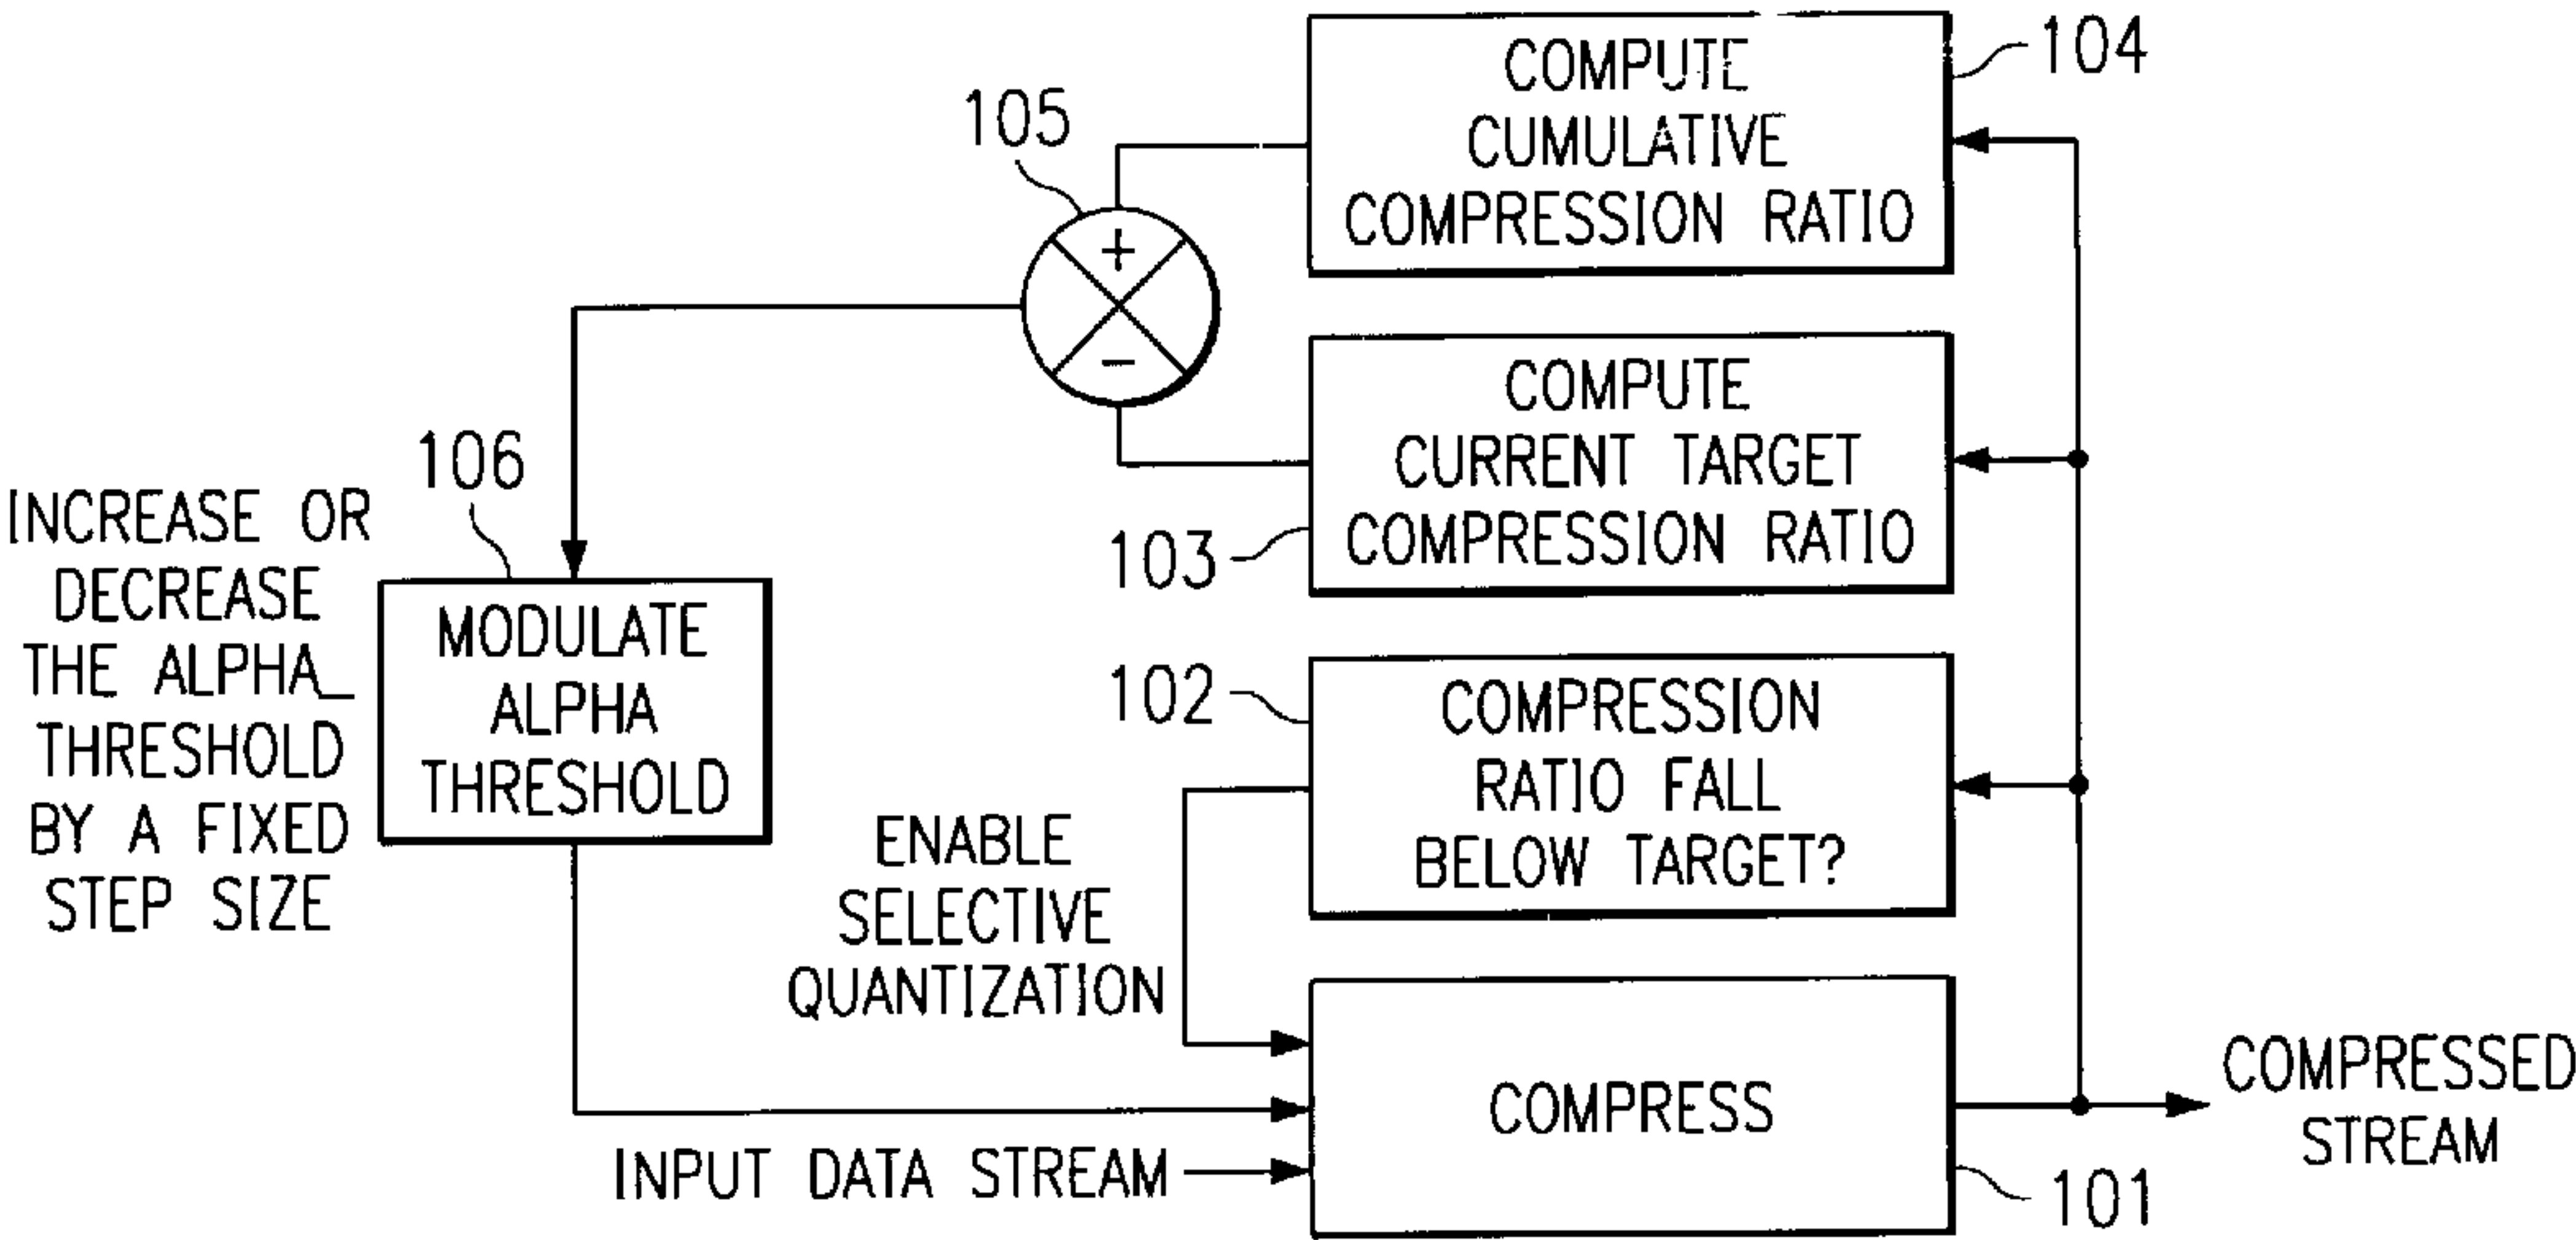 COMPUTE
CUMULATIVE
COMPRESSION RATIO
104
105
+
−
COMPUTE
CURRENT TARGET
COMPRESSION RATIO
103
106
INCREASE OR
DECREASE
THE ALPHA_
THRESHOLD
BY A FIXED
STEP SIZE
MODULATE
ALPHA
THRESHOLD
102
COMPRESSION
RATIO FALL
BELOW TARGET?
ENABLE
SELECTIVE
QUANTIZATION
COMPRESS
INPUT DATA STREAM
COMPRESSED
STREAM
101